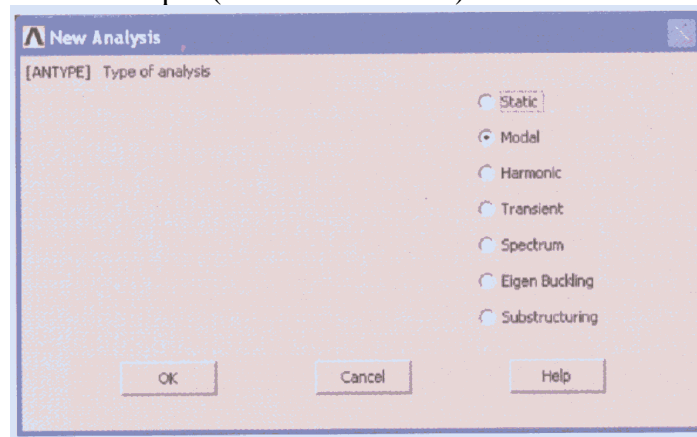 New Analysis
[ANTYPE] Type of analysis
Static
Modal
Harmonic
Transient
Spectrum
Eigen Buckling
Substructuring
OK Cancel Help